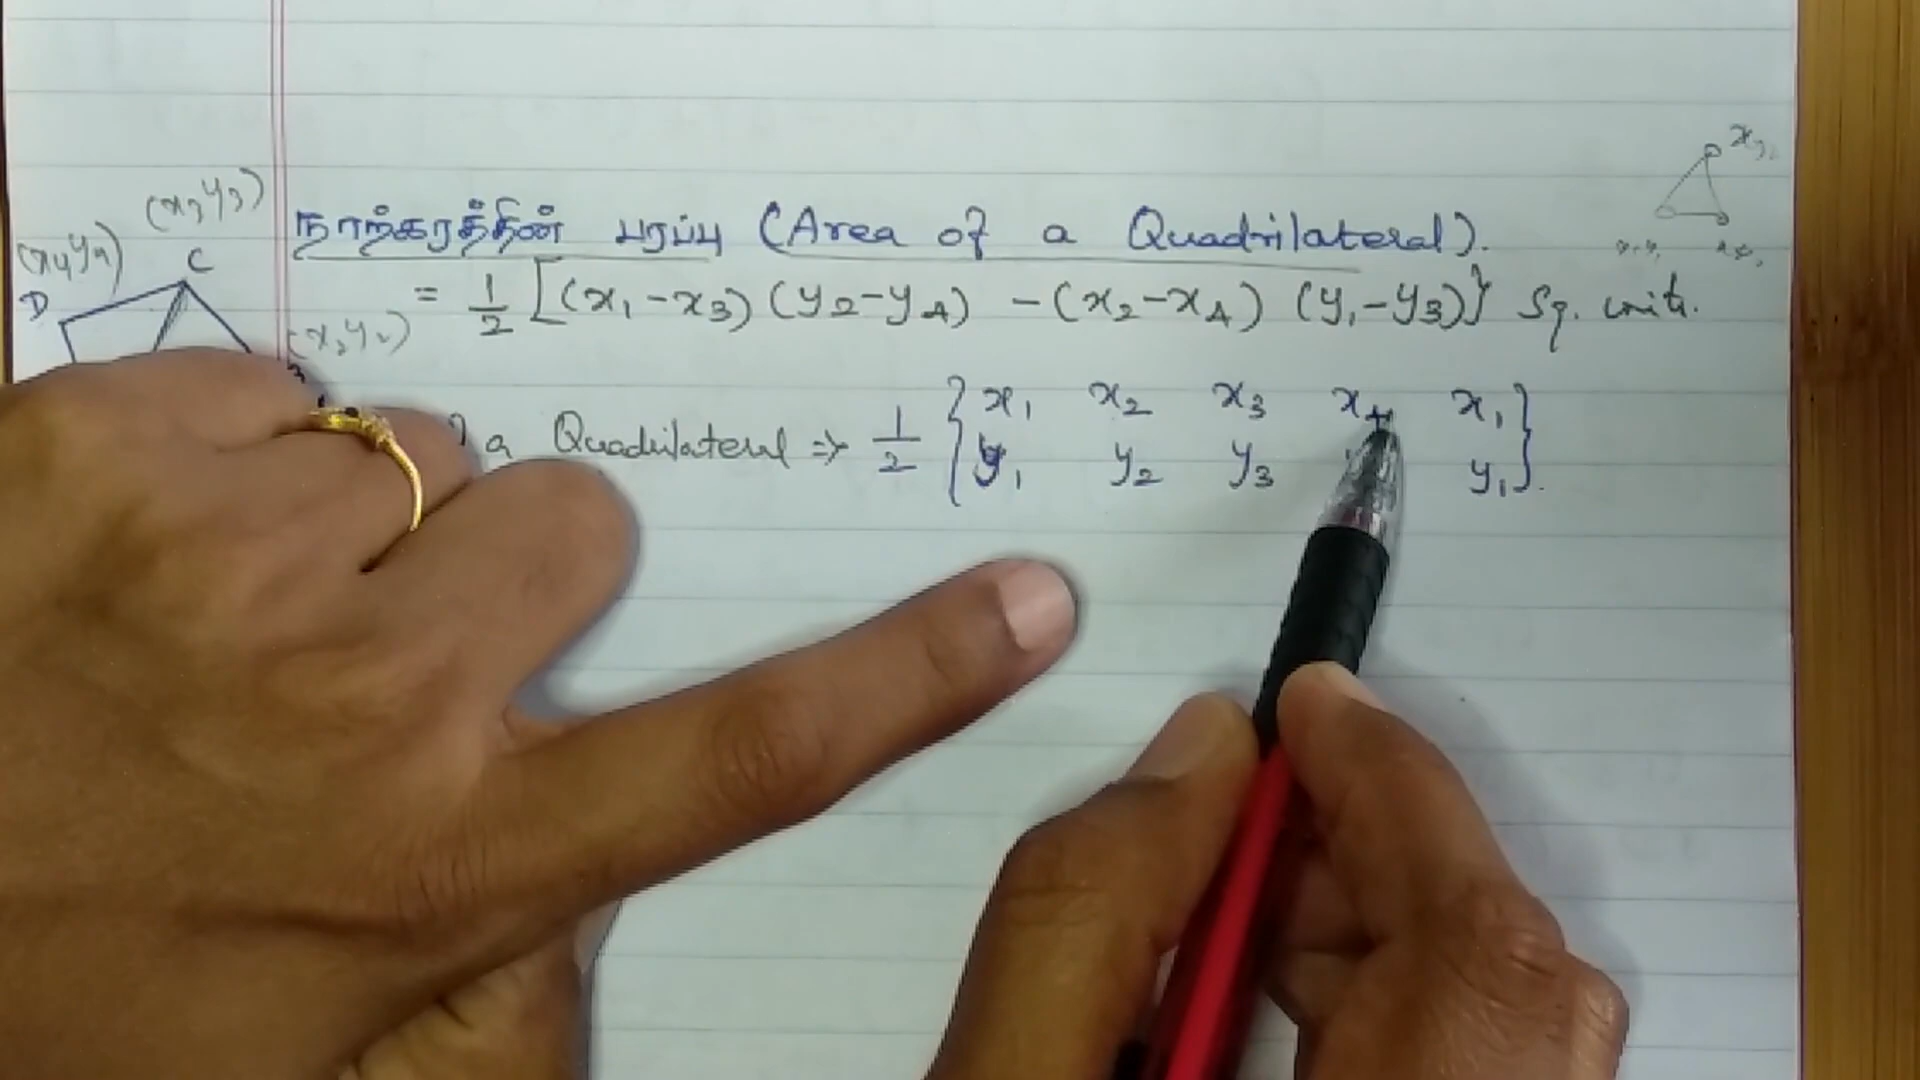 (x3 y3)
(x4 y4)
C
D
நாற்கரத்தின் பரப்பு (Area of a Quadrilateral).
= 1/2 [(x1-x3) (y2-y4) -(x2-x4) (y1-y3)} Sq. units.
(x2 y2)
a Quadrilateral => 1/2 { x1 x2 x3 x4 x1 }
y1 y2 y3 y1